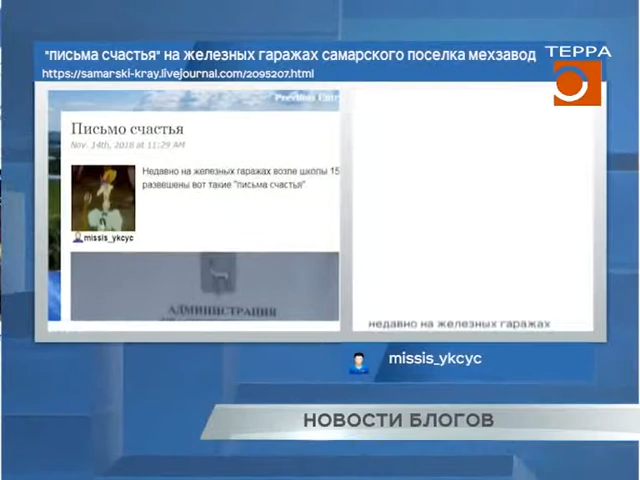 "письма счастья" на железных гаражах самарского поселка мехзавод
ТЕРРА
https://samarski-kray.livejournal.com/2095207.html
Previous Entry
Письмо счастья
Nov. 14th, 2018 at 11:29 AM
Недавно на железных гаражах возле школы 15
развешены вот такие "письма счастья"
missis_ykcyc
АДМИНИСТРАЦИЯ
недавно на железных гаражах
missis_ykcyc
НОВОСТИ БЛОГОВ